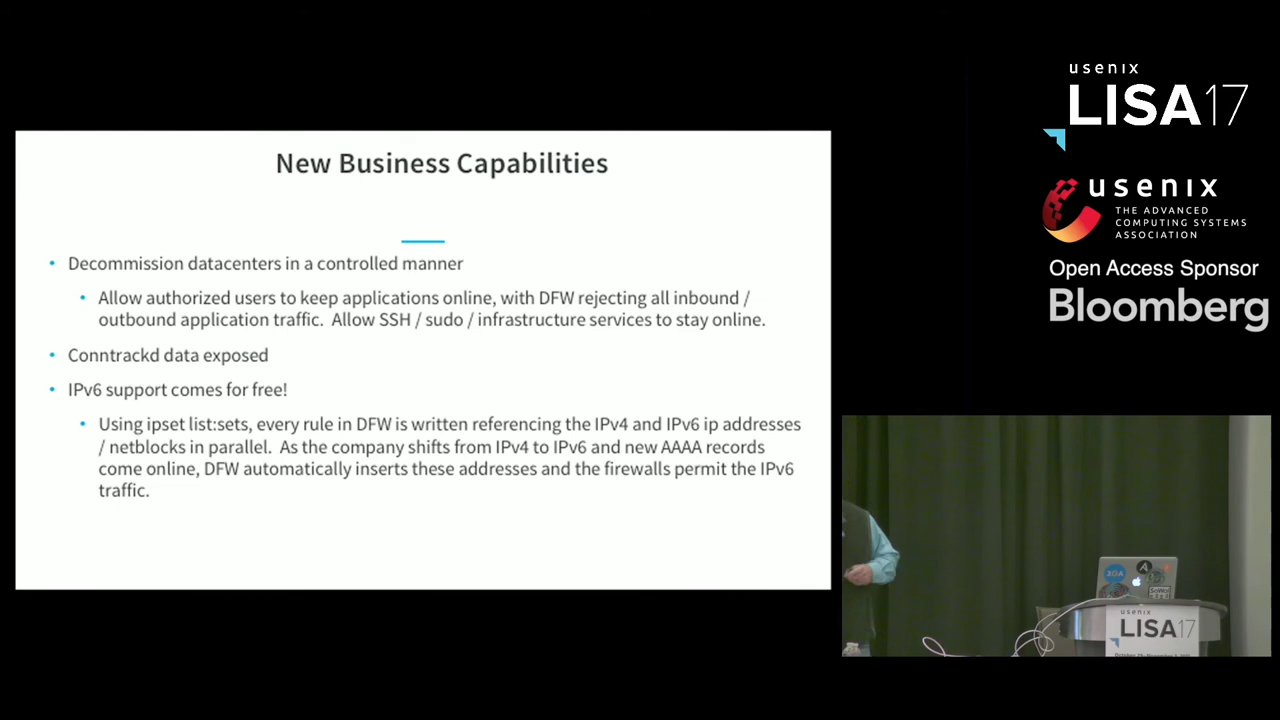 New Business Capabilities
• Decommission datacenters in a controlled manner
• Allow authorized users to keep applications online, with DFW rejecting all inbound /
outbound application traffic. Allow SSH / sudo / infrastructure services to stay online.
• Conntrackd data exposed
• IPv6 support comes for free!
• Using ipset list:sets, every rule in DFW is written referencing the IPv4 and IPv6 ip addresses
/ netblocks in parallel. As the company shifts from IPv4 to IPv6 and new AAAA records
come online, DFW automatically inserts these addresses and the firewalls permit the IPv6
traffic.
usenix
LISA17
usenix
THE ADVANCED
COMPUTING SYSTEMS
ASSOCIATION
Open Access Sponsor
Bloomberg
usenix
LISA17